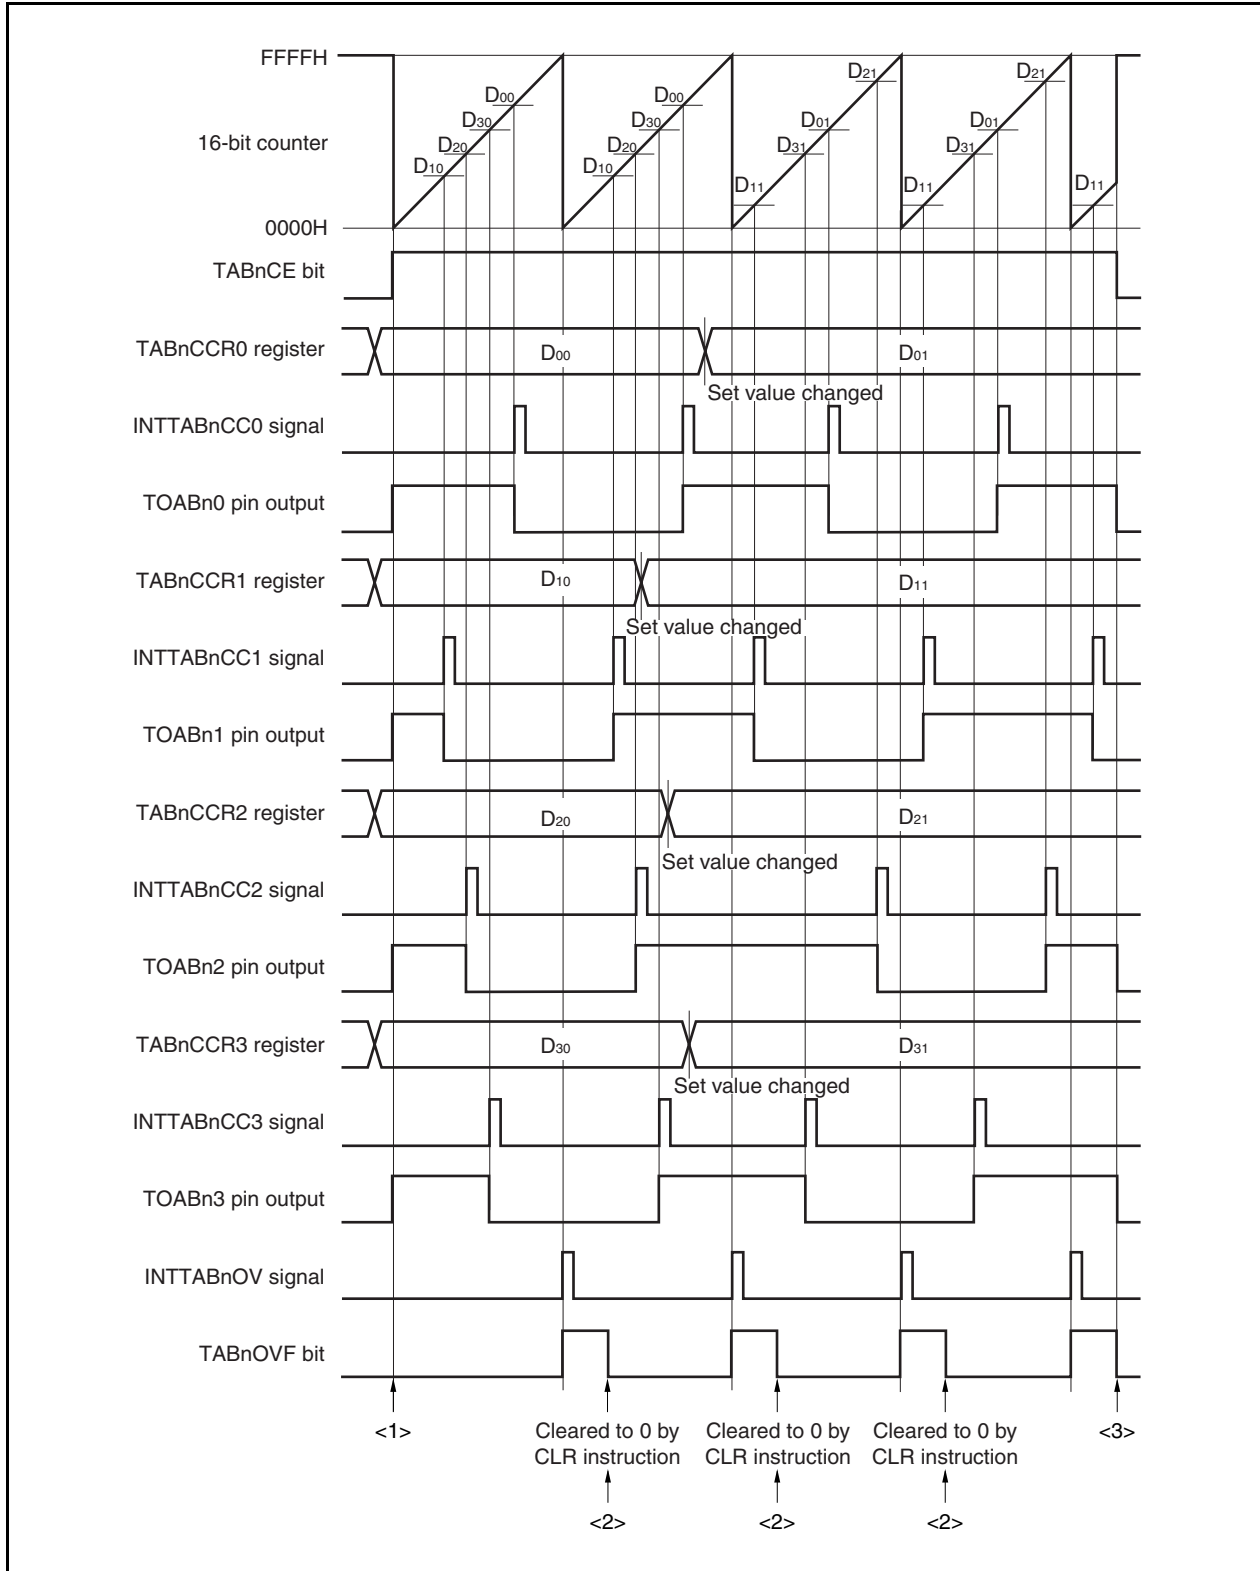 FFFFH
D21 D21
D00 D00
D30 D30 D01 D01
16-bit counter
D20 D20 D31 D31
D10 D10
D11 D11 D11
0000H
TABnCE bit
TABnCCR0 register D00 D01
Set value changed
INTTABnCC0 signal
TOABn0 pin output
TABnCCR1 register D10 D11
Set value changed
INTTABnCC1 signal
TOABn1 pin output
TABnCCR2 register D20 D21
Set value changed
INTTABnCC2 signal
TOABn2 pin output
TABnCCR3 register D30 D31
Set value changed
INTTABnCC3 signal
TOABn3 pin output
INTTABnOV signal
TABnOVF bit
<1> Cleared to 0 by Cleared to 0 by Cleared to 0 by <3>
CLR instruction CLR instruction CLR instruction
<2> <2> <2>